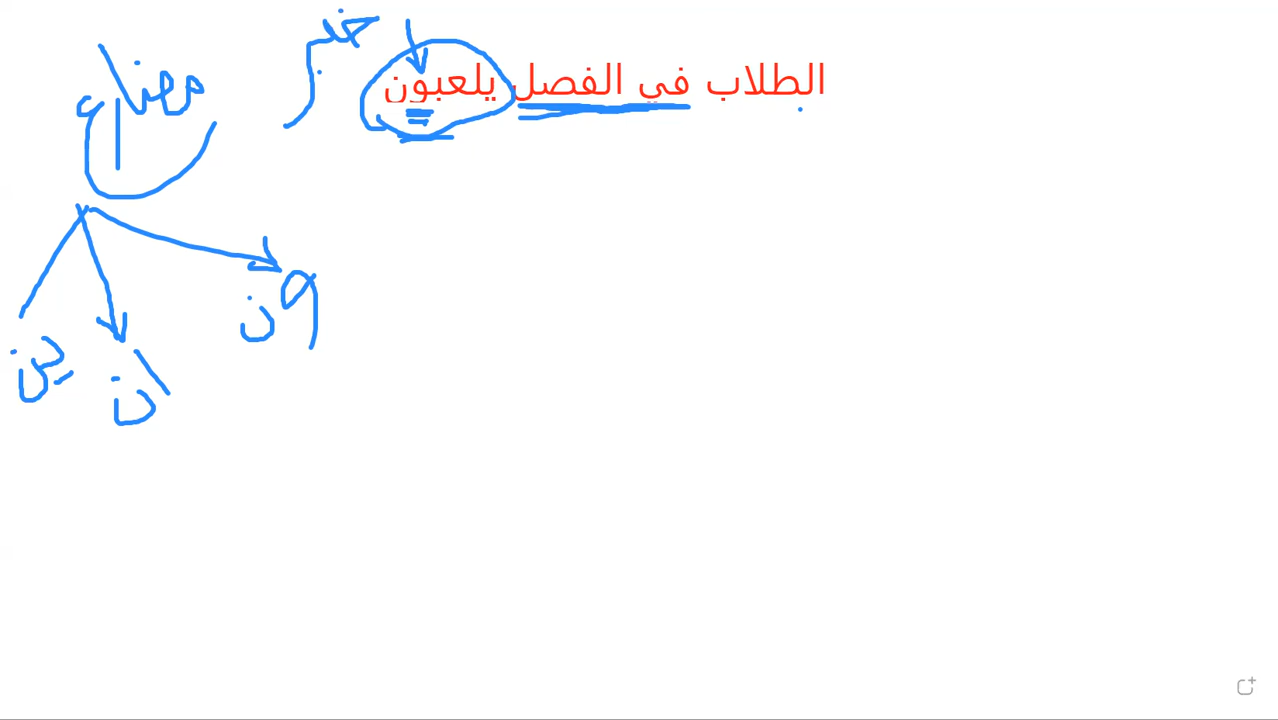 الطلاب في الفصل يلعبون
خبر
مضارع
ون
ان
ين